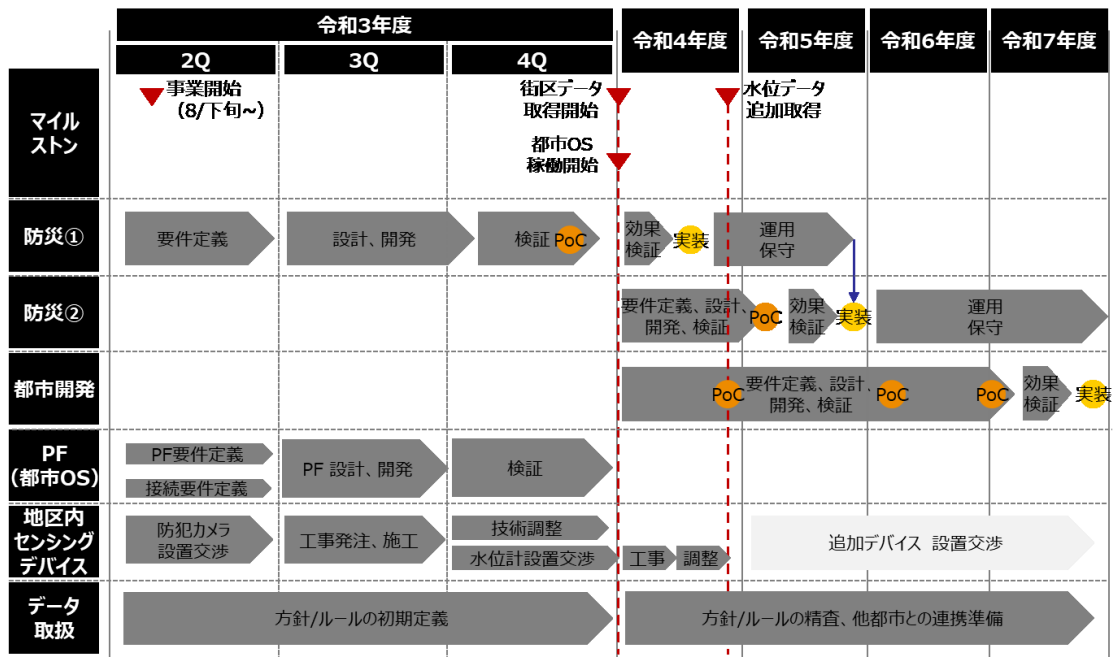 令和3年度
令和4年度
令和5年度
令和6年度
令和7年度
2Q
3Q
4Q
マイル
ストン
事業開始
（8/下旬~）
街区データ
取得開始
都市OS
稼働開始
水位データ
追加取得
防災①
要件定義
設計、開発
検証
PoC
効果
検証
実装
運用
保守
防災②
要件定義、設計、
開発、検証
PoC
効果
検証
実装
運用
保守
都市開発
PoC
要件定義、設計、
開発、検証
PoC
PoC
効果
検証
実装
PF
（都市OS）
PF要件定義
接続要件定義
PF 設計、開発
検証
地区内
センシング
デバイス
防犯カメラ
設置交渉
工事発注、施工
技術調整
水位計設置交渉
工事
調整
追加デバイス 設置交渉
データ
取扱
方針/ルールの初期定義
方針/ルールの精査、他都市との連携準備